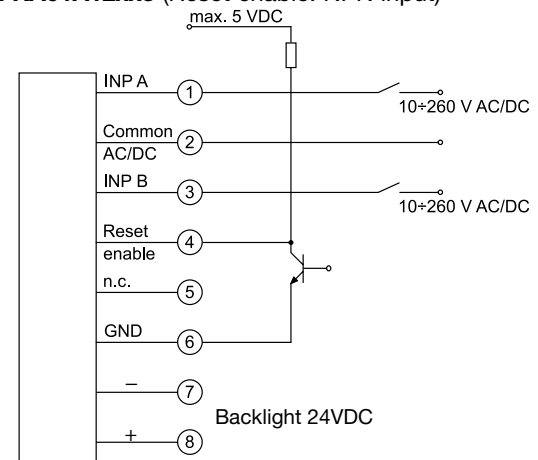 (Reset enable: NPN input)
max. 5 VDC
INP A 1
10÷260 V AC/DC
Common 2
AC/DC
INP B 3
10÷260 V AC/DC
Reset 4
enable
n.c. 5
GND 6
– 7
Backlight 24VDC
+ 8